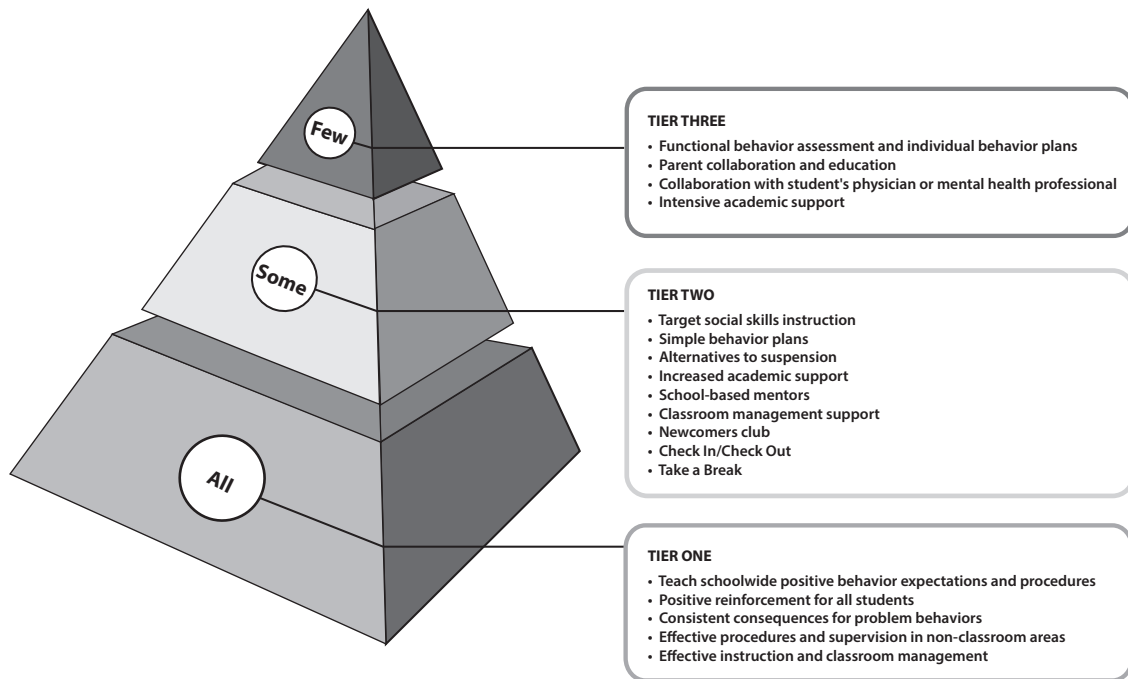 Few
TIER THREE
• Functional behavior assessment and individual behavior plans
• Parent collaboration and education
• Collaboration with student's physician or mental health professional
• Intensive academic support
Some
TIER TWO
• Target social skills instruction
• Simple behavior plans
• Alternatives to suspension
• Increased academic support
• School-based mentors
• Classroom management support
• Newcomers club
• Check In/Check Out
• Take a Break
All
TIER ONE
• Teach schoolwide positive behavior expectations and procedures
• Positive reinforcement for all students
• Consistent consequences for problem behaviors
• Effective procedures and supervision in non-classroom areas
• Effective instruction and classroom management